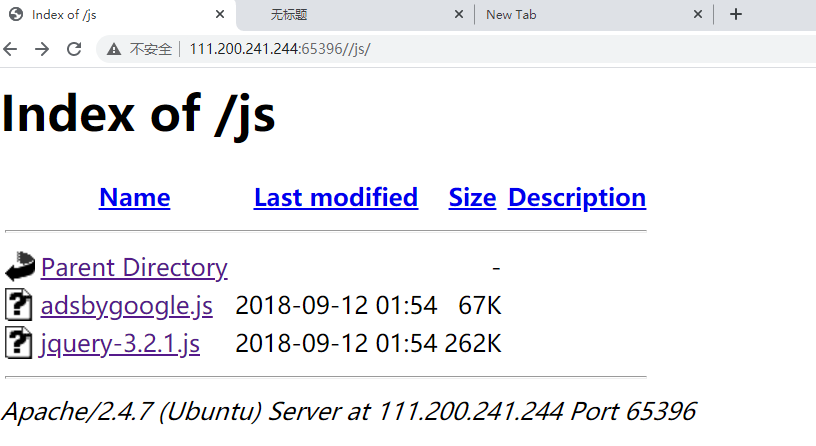 Index of /js
无标题
New Tab
不安全 111.200.241.244:65396//js/
Index of /js
Name Last modified Size Description
Parent Directory -
adsbygoogle.js 2018-09-12 01:54 67K
jquery-3.2.1.js 2018-09-12 01:54 262K
Apache/2.4.7 (Ubuntu) Server at 111.200.241.244 Port 65396